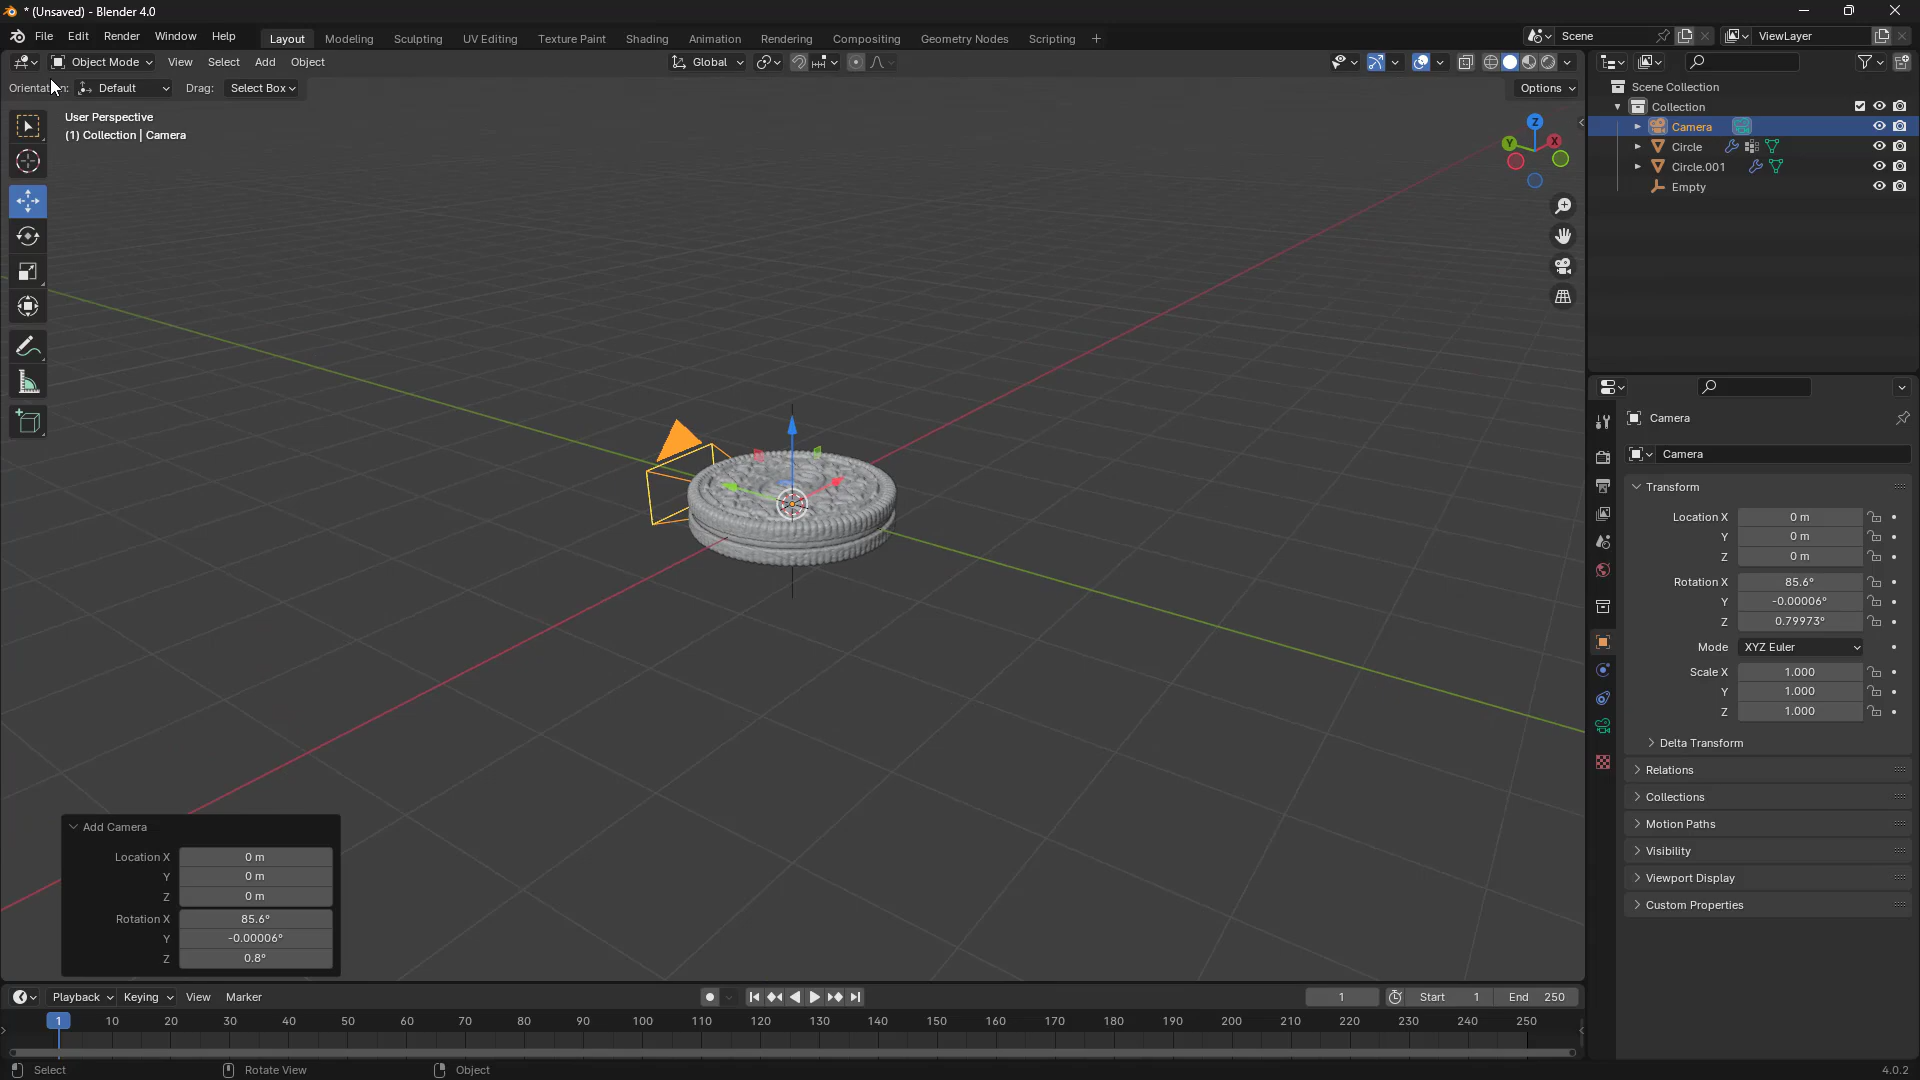 * (Unsaved) - Blender 4.0
File Edit Render Window Help Layout Modeling Sculpting UV Editing Texture Paint Shading Animation Rendering Compositing Geometry Nodes Scripting + Scene ViewLayer
Object Mode View Select Add Object Global
Orientation: Default Drag: Select Box Options
User Perspective
(1) Collection | Camera
Z
Y X
Scene Collection
Collection
Camera
Circle
Circle.001
Empty
Camera
Camera
Transform
Location X 0 m
Y 0 m
Z 0 m
Rotation X 85.6°
Y -0.00006°
Z 0.79973°
Mode XYZ Euler
Scale X 1.000
Y 1.000
Z 1.000
Delta Transform
Relations
Collections
Motion Paths
Visibility
Viewport Display
Custom Properties
Add Camera
Location X 0 m
Y 0 m
Z 0 m
Rotation X 85.6°
Y -0.00006°
Z 0.8°
Playback Keying View Marker 1 Start 1 End 250
1 10 20 30 40 50 60 70 80 90 100 110 120 130 140 150 160 170 180 190 200 210 220 230 240 250
Select Rotate View Object 4.0.2